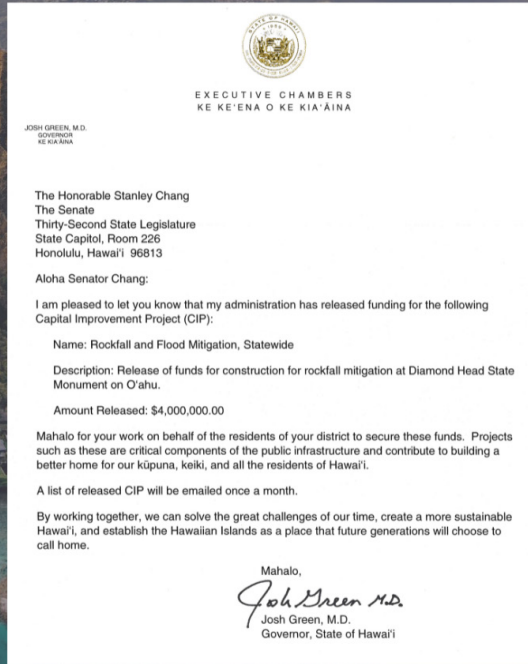 STATE OF HAWAII
1959
EXECUTIVE CHAMBERS
KE KEʻENA O KE KIAʻĀINA
JOSH GREEN, M.D.
GOVERNOR
KE KIAʻĀINA
The Honorable Stanley Chang
The Senate
Thirty-Second State Legislature
State Capitol, Room 226
Honolulu, Hawaiʻi 96813
Aloha Senator Chang:
I am pleased to let you know that my administration has released funding for the following
Capital Improvement Project (CIP):
Name: Rockfall and Flood Mitigation, Statewide
Description: Release of funds for construction for rockfall mitigation at Diamond Head State
Monument on Oʻahu.
Amount Released: $4,000,000.00
Mahalo for your work on behalf of the residents of your district to secure these funds. Projects
such as these are critical components of the public infrastructure and contribute to building a
better home for our kūpuna, keiki, and all the residents of Hawaiʻi.
A list of released CIP will be emailed once a month.
By working together, we can solve the great challenges of our time, create a more sustainable
Hawaiʻi, and establish the Hawaiian Islands as a place that future generations will choose to
call home.
Mahalo,
Josh Green M.D.
Josh Green, M.D.
Governor, State of Hawaiʻi